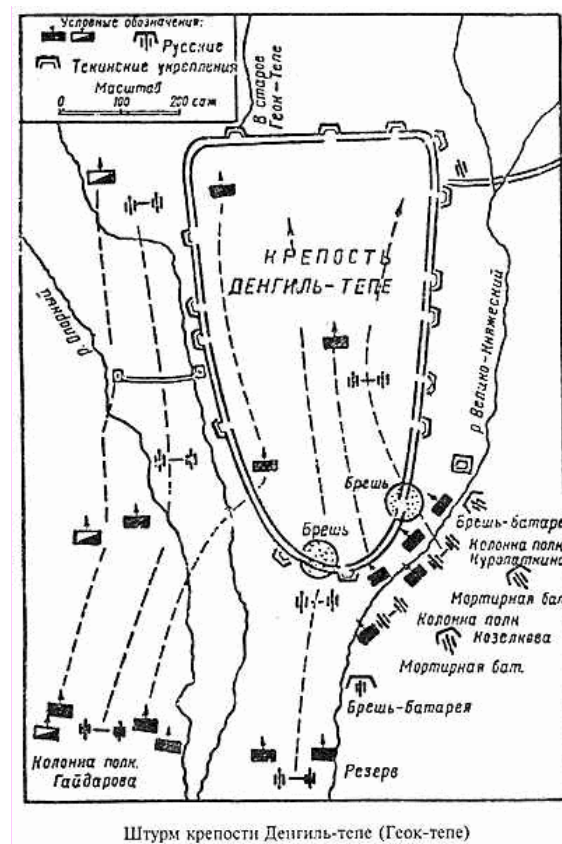 Условные обозначения:
Русские
Текинские укрепления
Масштаб
0 100 200 саж.
В старое
Геок-Тепе
КРЕПОСТЬ
ДЕНГИЛЬ-ТЕПЕ
р. Опорный
р. Велико-Княжеский
Брешь
Брешь
Брешь-батаре
Колонна полк
Куропаткина
Мортирная бат.
Колонна полк
Козелкова
Мортирная бат.
Брешь-батарея
Резерв
Колонна полк.
Гайдарова
Штурм крепости Денгиль-тепе (Геок-тепе)